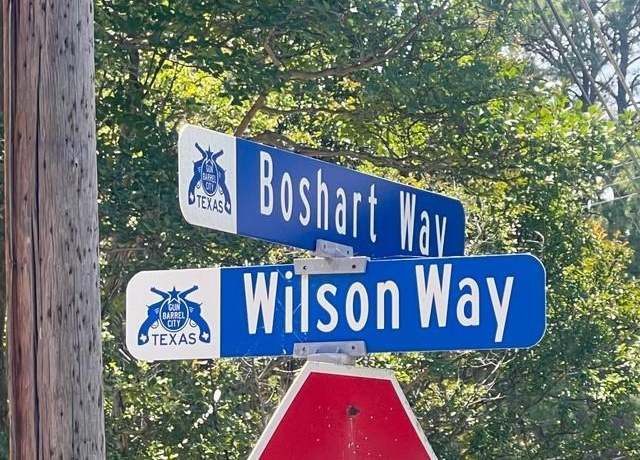 GUN
BARREL
CITY
TEXAS
Boshart Way
GUN
BARREL
CITY
TEXAS
Wilson Way